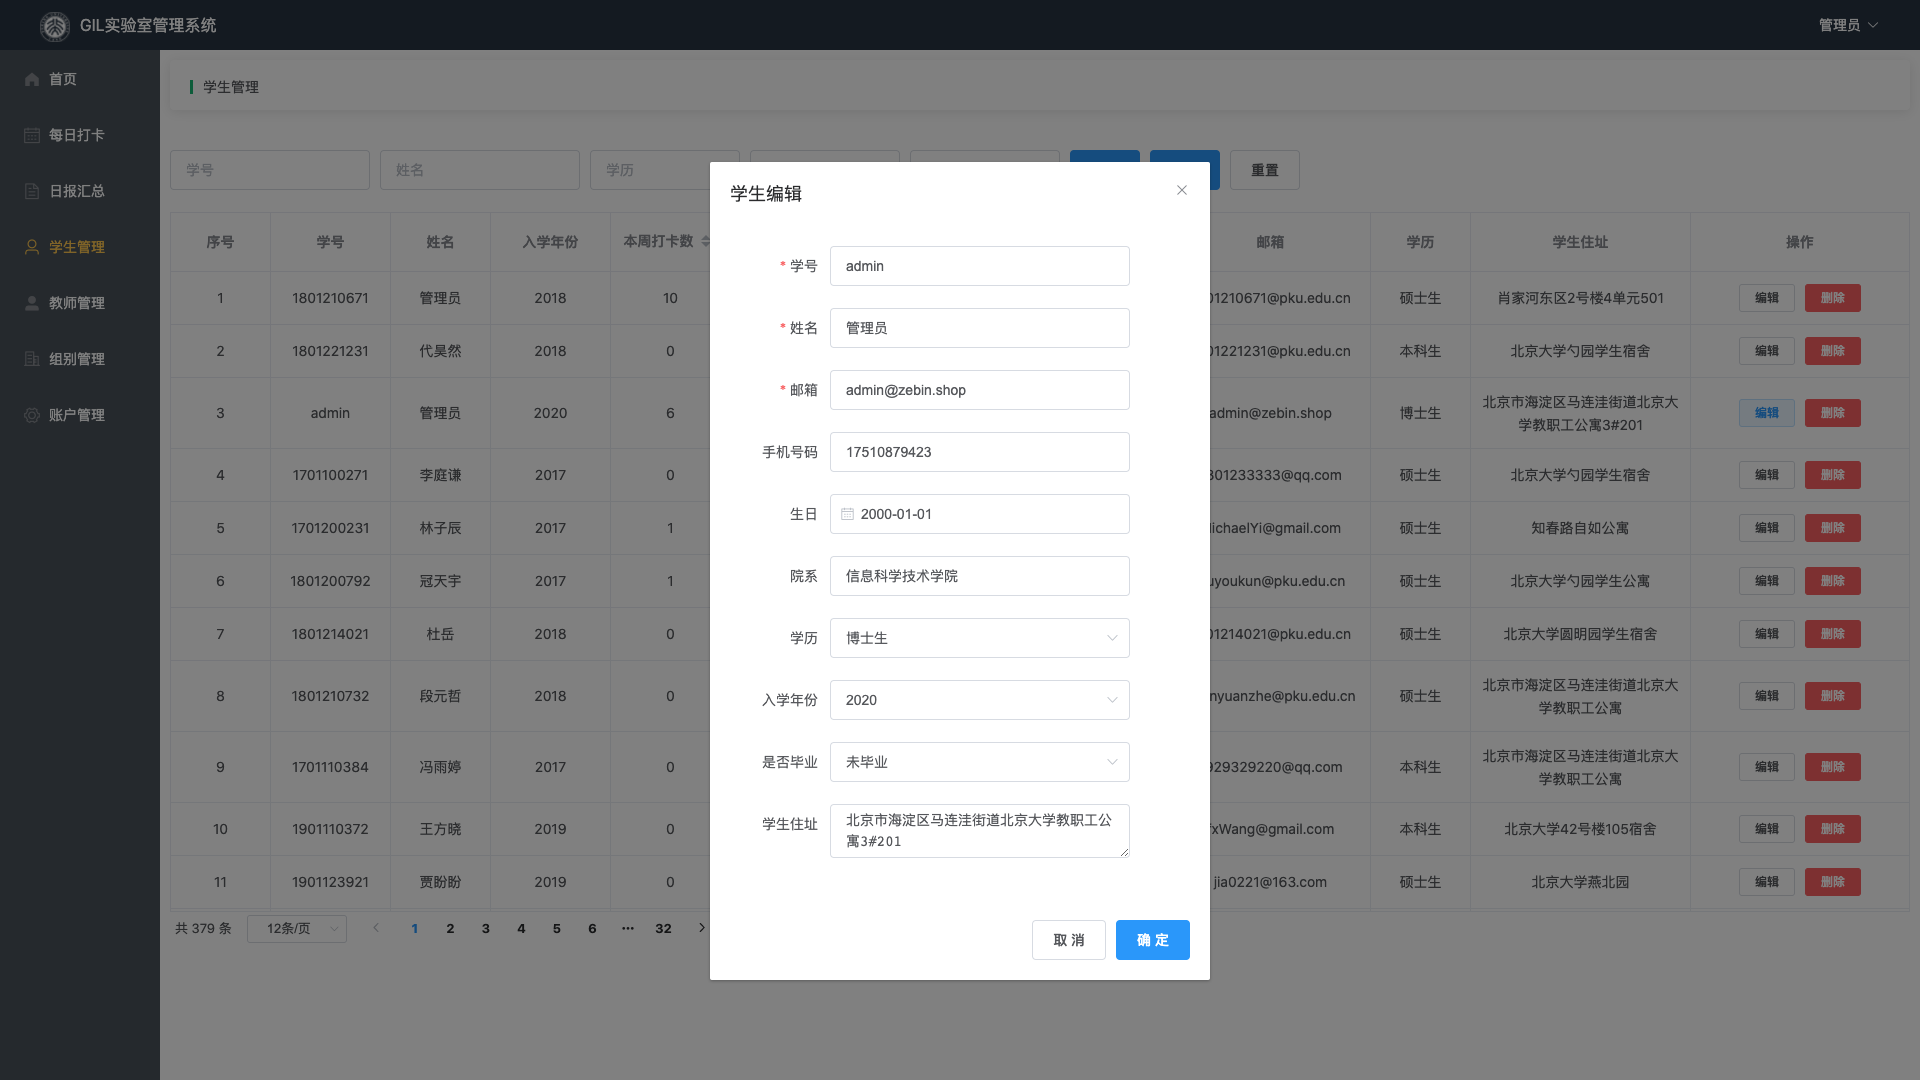 GIL实验室管理系统
管理员
首页
每日打卡
日报汇总
学生管理
教师管理
组别管理
账户管理
学生管理
学号
姓名
学历
重置
序号 学号 姓名 入学年份 本周打卡数 邮箱 学历 学生住址 操作
1 1801210671 管理员 2018 10 01210671@pku.edu.cn 硕士生 肖家河东区2号楼4单元501 编辑 删除
2 1801221231 代昊然 2018 0 01221231@pku.edu.cn 本科生 北京大学勺园学生宿舍 编辑 删除
3 admin 管理员 2020 6 admin@zebin.shop 博士生 北京市海淀区马连洼街道北京大
学教职工公寓3#201 编辑 删除
4 1701100271 李庭谦 2017 0 301233333@qq.com 硕士生 北京大学勺园学生宿舍 编辑 删除
5 1701200231 林子辰 2017 1 lichaelYi@gmail.com 硕士生 知春路自如公寓 编辑 删除
6 1801200792 冠天宇 2017 1 uyoukun@pku.edu.cn 硕士生 北京大学勺园学生公寓 编辑 删除
7 1801214021 杜岳 2018 0 01214021@pku.edu.cn 硕士生 北京大学圆明园学生宿舍 编辑 删除
8 1801210732 段元哲 2018 0 nyuanzhe@pku.edu.cn 硕士生 北京市海淀区马连洼街道北京大
学教职工公寓 编辑 删除
9 1701110384 冯雨婷 2017 0 929329220@qq.com 本科生 北京市海淀区马连洼街道北京大
学教职工公寓 编辑 删除
10 1901110372 王方晓 2019 0 xWang@gmail.com 本科生 北京大学42号楼105宿舍 编辑 删除
11 1901123921 贾盼盼 2019 0 jia0221@163.com 硕士生 北京大学燕北园 编辑 删除
共 379 条 12条/页 1 2 3 4 5 6 ••• 32
学生编辑
* 学号 admin
* 姓名 管理员
* 邮箱 admin@zebin.shop
手机号码 17510879423
生日 2000-01-01
院系 信息科学技术学院
学历 博士生
入学年份 2020
是否毕业 未毕业
学生住址 北京市海淀区马连洼街道北京大学教职工公
寓3#201
取 消 确 定